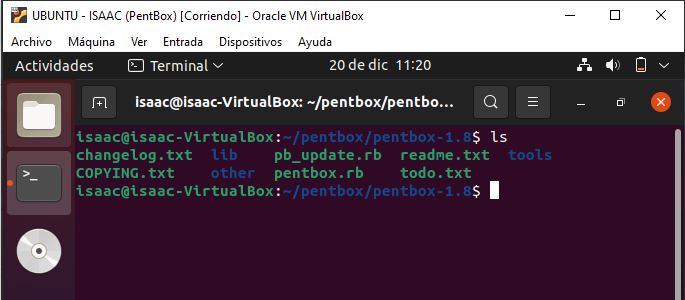 UBUNTU - ISAAC (PentBox) [Corriendo] - Oracle VM VirtualBox
Archivo Máquina Ver Entrada Dispositivos Ayuda
Actividades Terminal 20 de dic 11:20
isaac@isaac-VirtualBox: ~/pentbox/pentbo…
isaac@isaac-VirtualBox:~/pentbox/pentbox-1.8$ ls
changelog.txt lib pb_update.rb readme.txt tools
COPYING.txt other pentbox.rb todo.txt
isaac@isaac-VirtualBox:~/pentbox/pentbox-1.8$